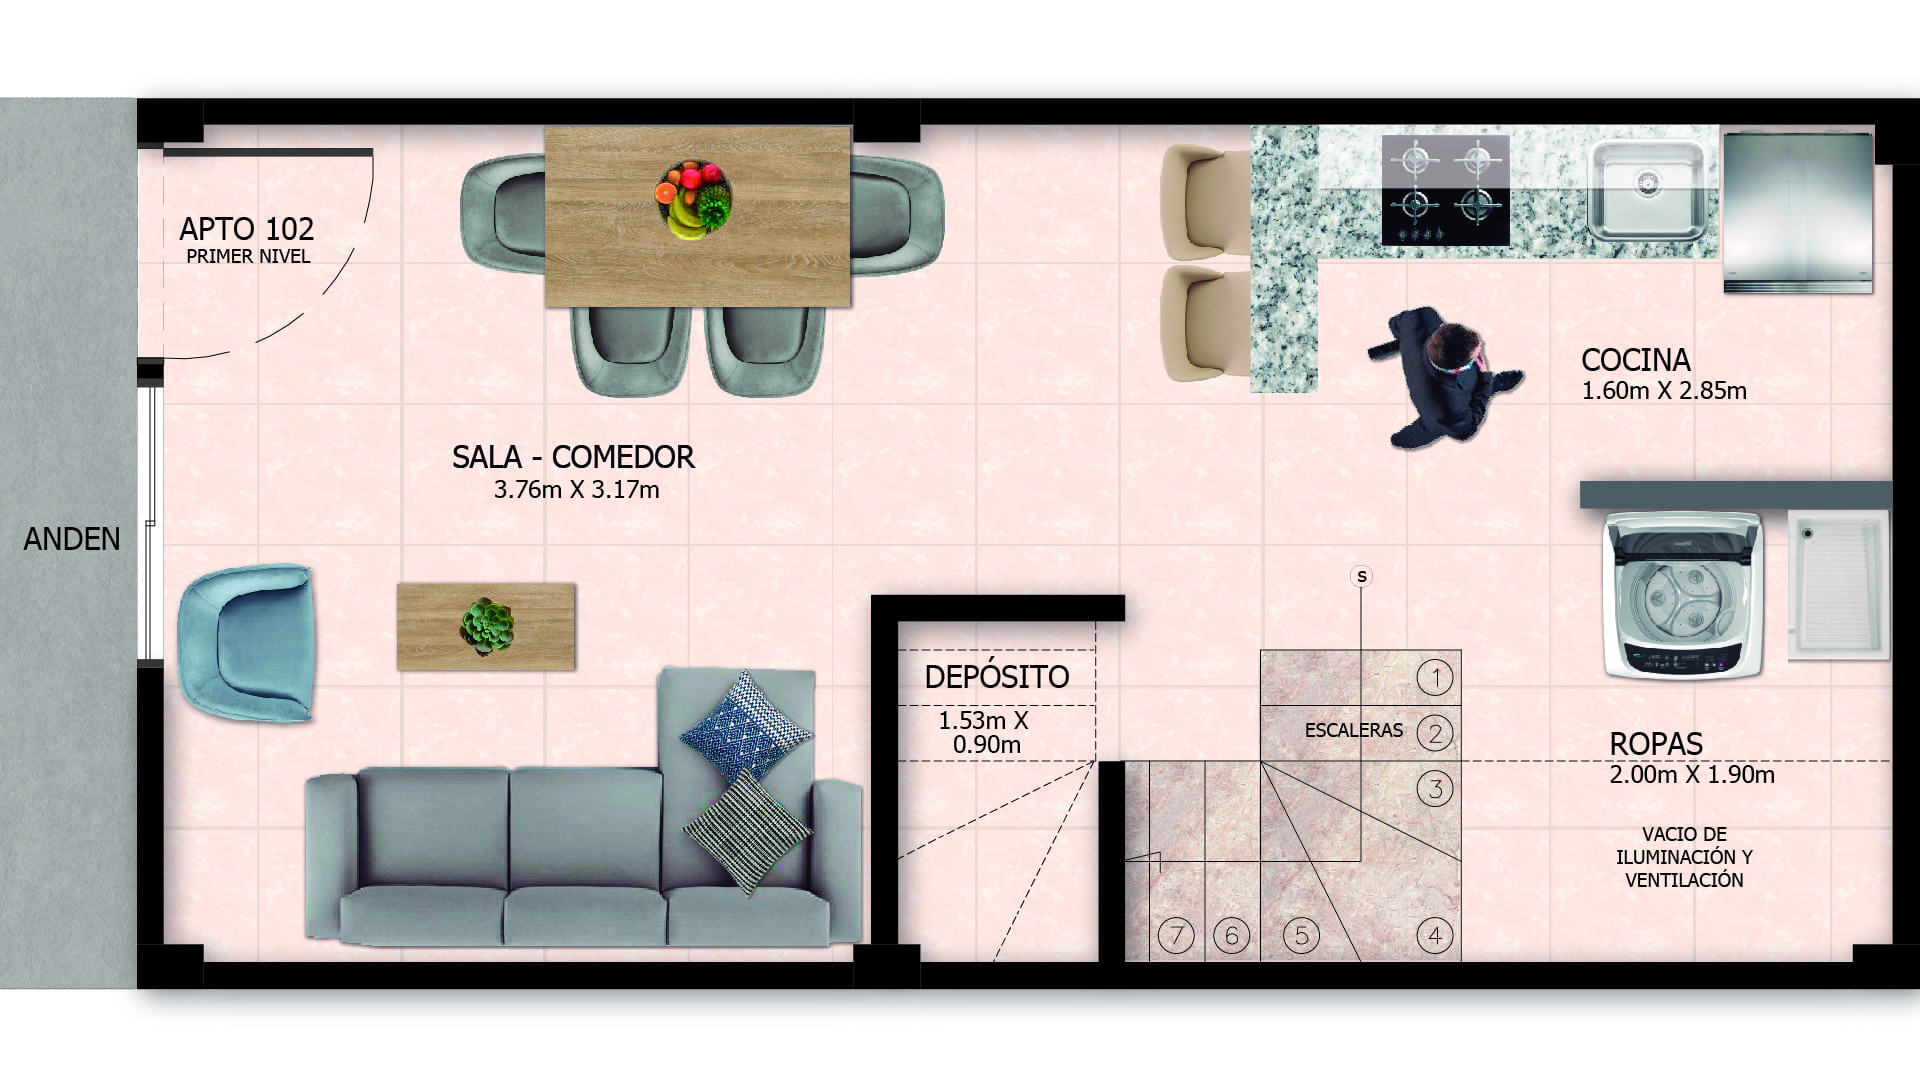 APTO 102
PRIMER NIVEL
ANDEN
SALA - COMEDOR
3.76m X 3.17m
COCINA
1.60m X 2.85m
DEPÓSITO
1.53m X
0.90m
S
ESCALERAS
1
2
3
4
5
6
7
ROPAS
2.00m X 1.90m
VACIO DE
ILUMINACIÓN Y
VENTILACIÓN